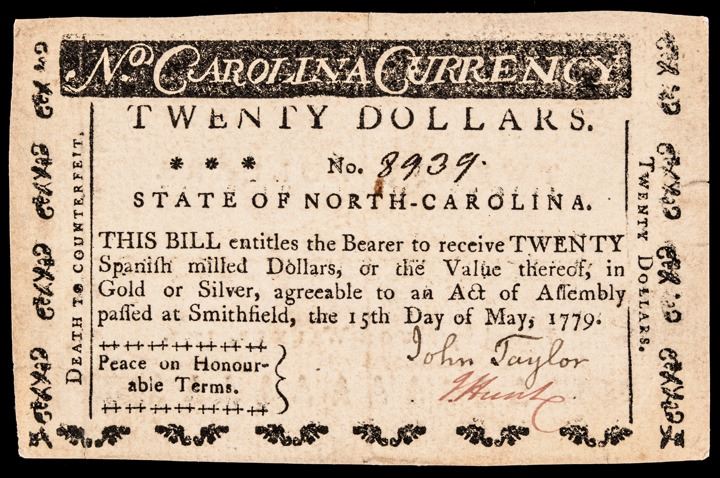 No. CAROLINA CURRENCY
TWENTY DOLLARS.
* * * No. 8939.
STATE OF NORTH-CAROLINA.
THIS BILL entitles the Bearer to receive TWENTY
Spanish milled Dollars, or the Value thereof, in
Gold or Silver, agreeable to an Act of Assembly
passed at Smithfield, the 15th Day of May, 1779.
Peace on Honour-
able Terms.
John Taylor
J. Hunt
DEATH TO COUNTERFEIT.
TWENTY DOLLARS.